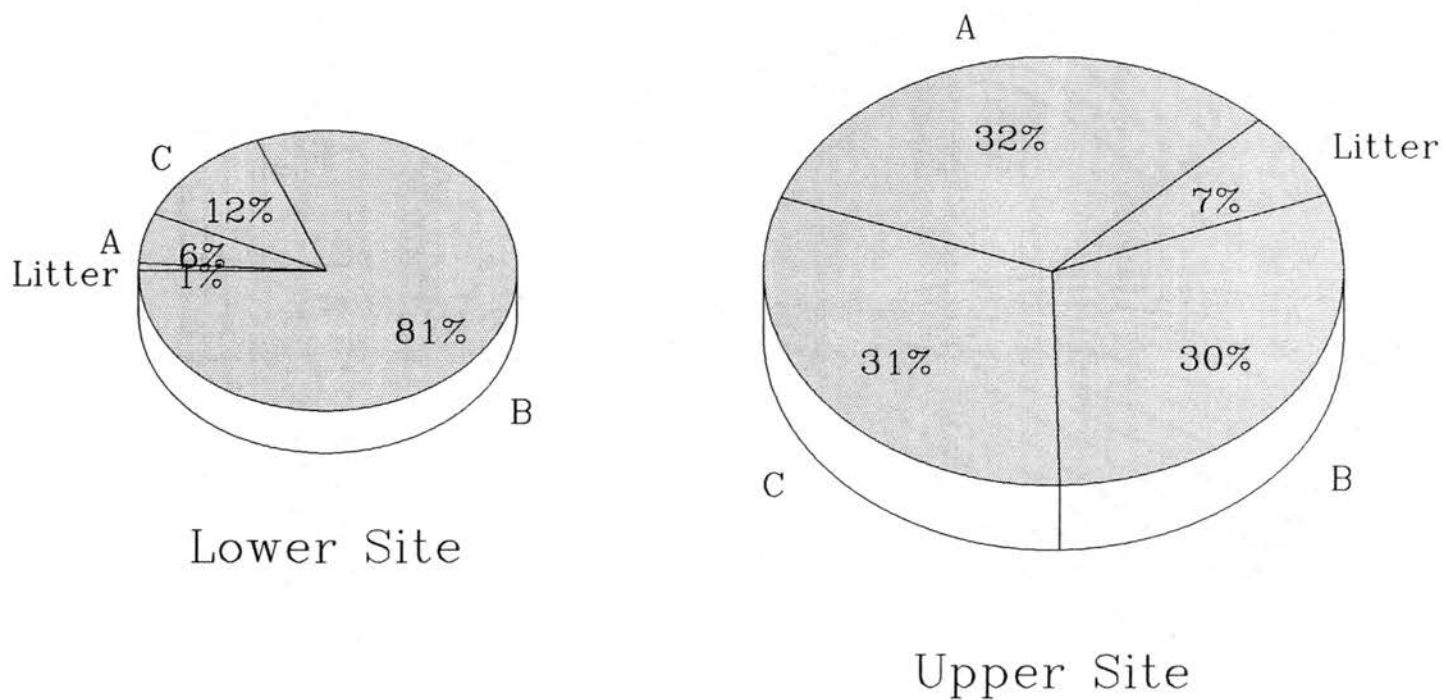 C
12%
A
6%
Litter
1%
81%
B
Lower Site
A
32%
Litter
7%
31%
30%
C
B
Upper Site